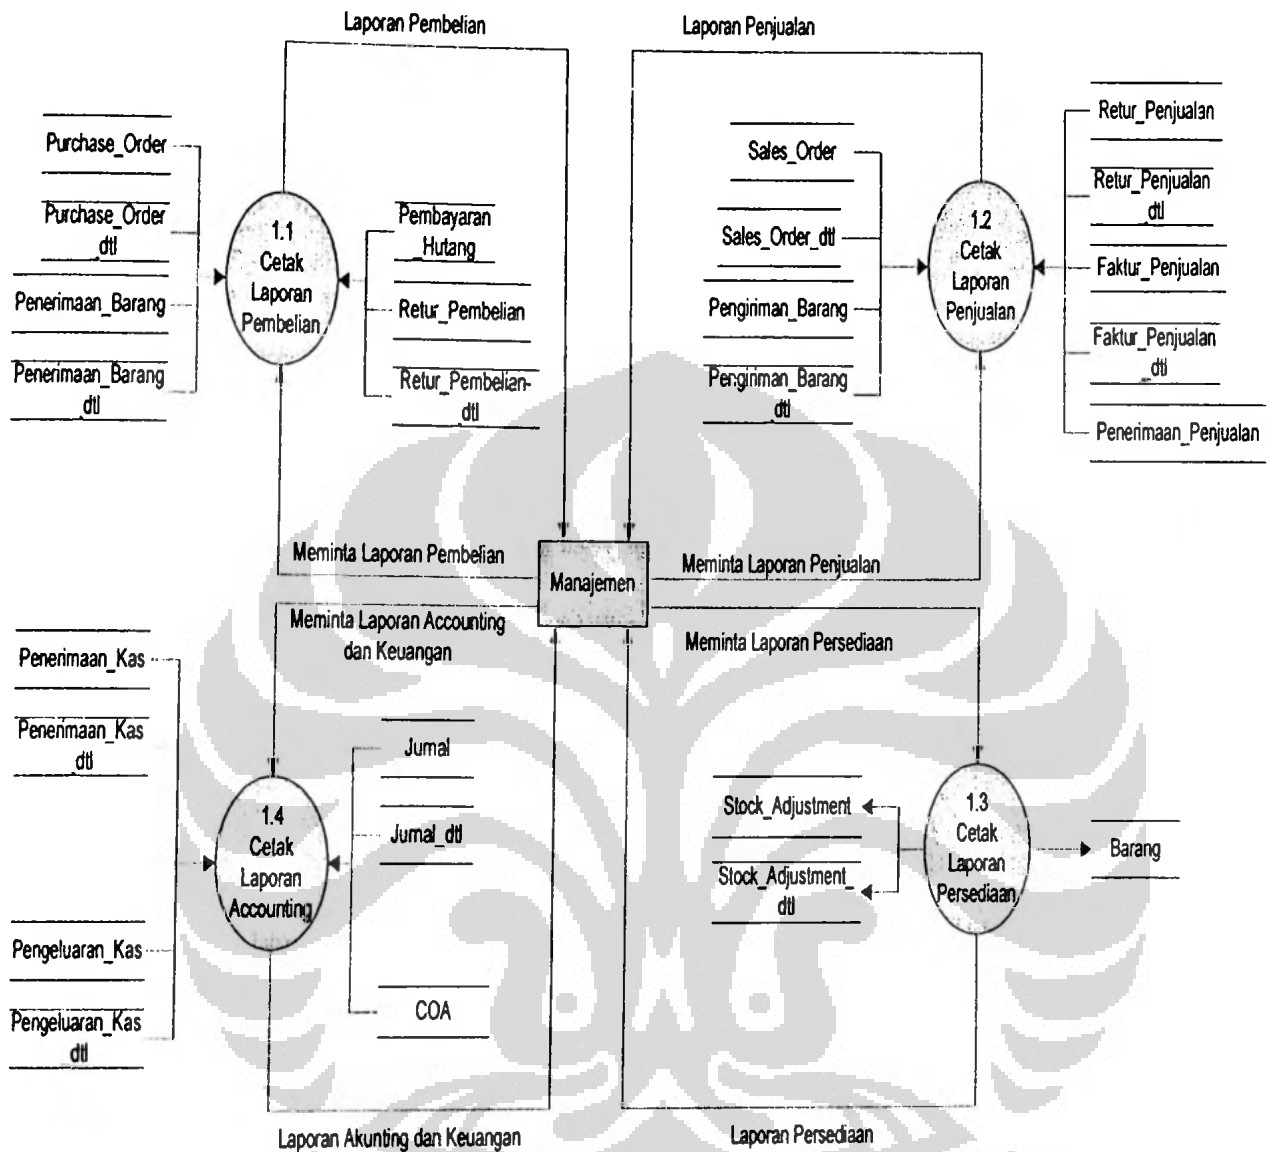 Laporan Pembelian
Laporan Penjualan
Purchase_Order
Purchase_Order
_dtl
Penerimaan_Barang
Penerimaan_Barang
_dtl
1.1
Cetak
Laporan
Pembelian
Pembayaran
_Hutang
Retur_Pembelian
Retur_Pembelian-
_dtl
Sales_Order
Sales_Order_dtl
Pengiriman_Barang
Pengiriman_Barang
_dtl
1.2
Cetak
Laporan
Penjualan
Retur_Penjualan
Retur_Penjualan
_dtl
Faktur_Penjualan
Faktur_Penjualan
_dtl
Penerimaan_Penjualan
Meminta Laporan Pembelian
Manajemen
Meminta Laporan Penjualan
Meminta Laporan Accounting
dan Keuangan
Meminta Laporan Persediaan
Penerimaan_Kas
Penerimaan_Kas
_dtl
Pengeluaran_Kas
Pengeluaran_Kas
_dtl
1.4
Cetak
Laporan
Accounting
Jurnal
Jurnal_dtl
COA
Stock_Adjustment
Stock_Adjustment_
dtl
1.3
Cetak
Laporan
Persediaan
Barang
Laporan Akunting dan Keuangan
Laporan Persediaan